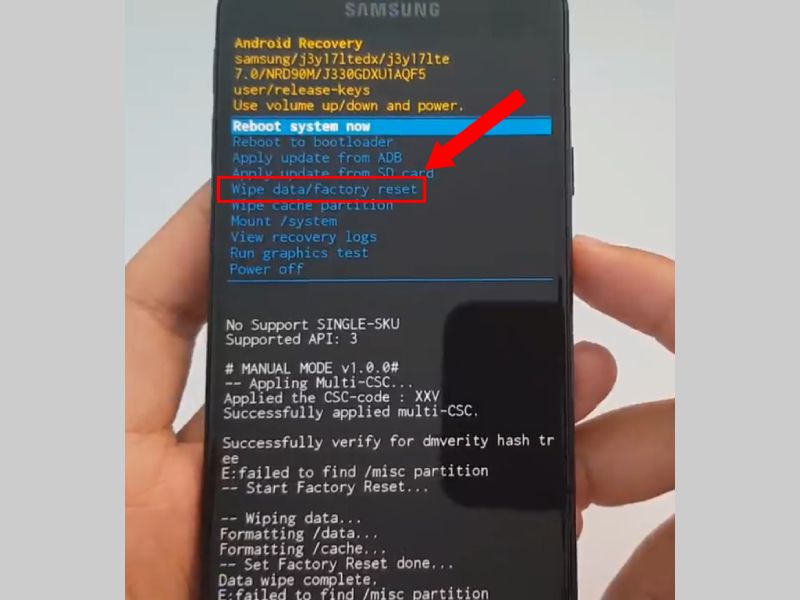 SAMSUNG
Android Recovery
samsung/j3y17ltedx/j3y17lte
7.0/NRD90M/J330GDXU1AQF5
user/release-keys
Use volume up/down and power.
Reboot system now
Reboot to bootloader
Apply update from ADB
Apply update from SD card
Wipe data/factory reset
Wipe cache partition
Mount /system
View recovery logs
Run graphics test
Power off
No Support SINGLE-SKU
Supported API: 3
# MANUAL MODE v1.0.0#
-- Appling Multi-CSC...
Applied the CSC-code : XXV
Successfully applied multi-CSC.
Successfully verify for dmverity hash tr
ee
E:failed to find /misc partition
-- Start Factory Reset...
-- Wiping data...
Formatting /data...
Formatting /cache...
-- Set Factory Reset done...
Data wipe complete.
E:failed to find /misc partition